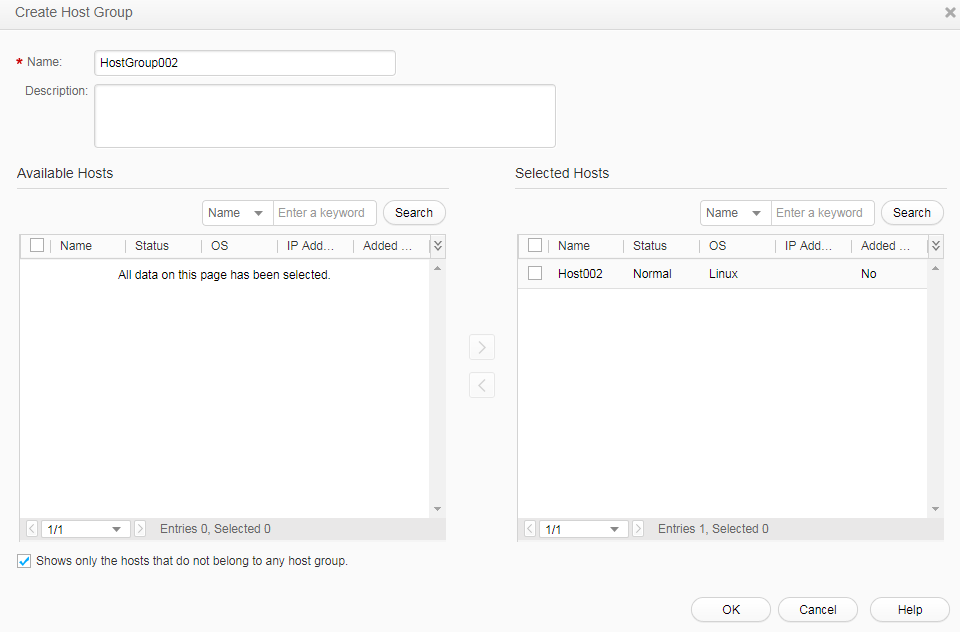 Create Host Group
* Name: HostGroup002
Description:
Available Hosts
Name Enter a keyword Search
Name Status OS IP Add... Added ...
All data on this page has been selected.
1/1 Entries 0, Selected 0
Shows only the hosts that do not belong to any host group.
Selected Hosts
Name Enter a keyword Search
Name Status OS IP Add... Added ...
Host002 Normal Linux No
1/1 Entries 1, Selected 0
OK Cancel Help